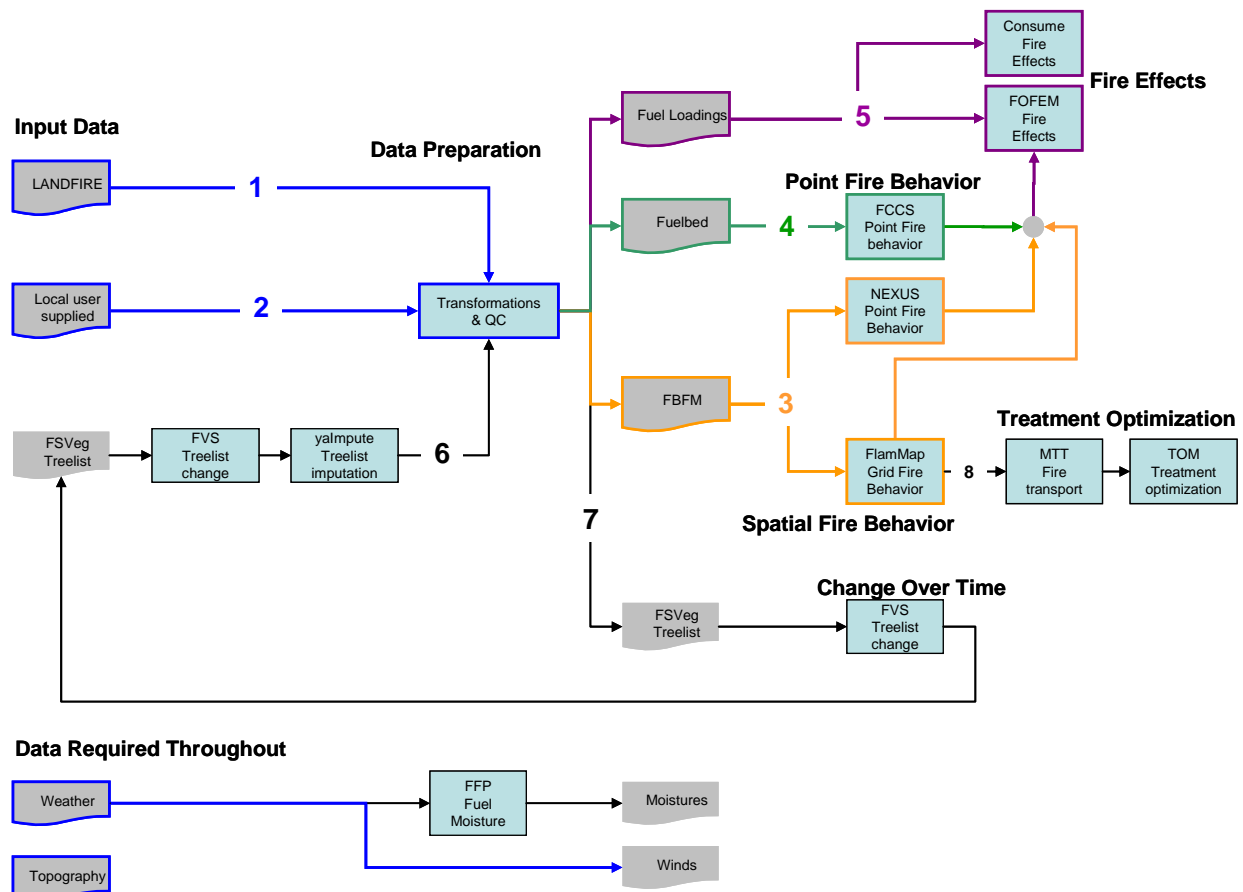 Consume
Fire
Effects
Fire Effects
Fuel Loadings
5
FOFEM
Fire
Effects
Input Data
Data Preparation
LANDFIRE
1
Point Fire Behavior
Fuelbed
4
FCCS
Point Fire
behavior
Local user
supplied
2
Transformations
& QC
NEXUS
Point Fire
Behavior
FBFM
3
Treatment Optimization
FSVeg
Treelist
FVS
Treelist
change
yaImpute
Treelist
imputation
6
FlamMap
Grid Fire
Behavior
8
MTT
Fire
transport
TOM
Treatment
optimization
7
Spatial Fire Behavior
Change Over Time
FSVeg
Treelist
FVS
Treelist
change
Data Required Throughout
Weather
FFP
Fuel
Moisture
Moistures
Winds
Topography